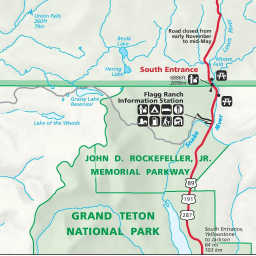 Union Falls
260ft
79m
Road closed from
early November
to mid-May
Lewis River
Beula
Lake
Moose
Falls
Hering
Lake
South Entrance
6886ft
2099m
Grassy Lake
Reservoir
Flagg Ranch
Information Station
Lake of the Woods
Snake
River
JOHN D. ROCKEFELLER, JR.
MEMORIAL PARKWAY
89
191
287
GRAND TETON
NATIONAL PARK
South Entrance,
Yellowstone
to Jackson
64 mi
103 km